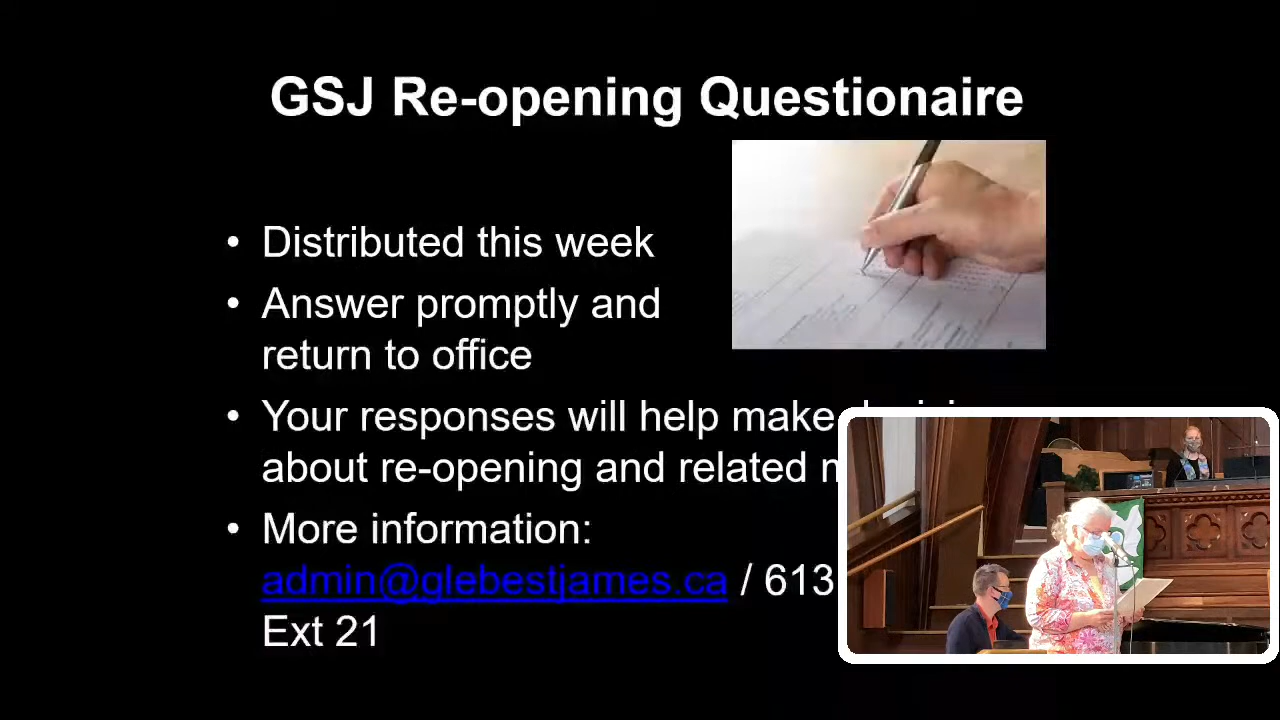 GSJ Re-opening Questionaire
• Distributed this week
• Answer promptly and
return to office
• Your responses will help make
about re-opening and related
• More information:
admin@glebestjames.ca / 613
Ext 21